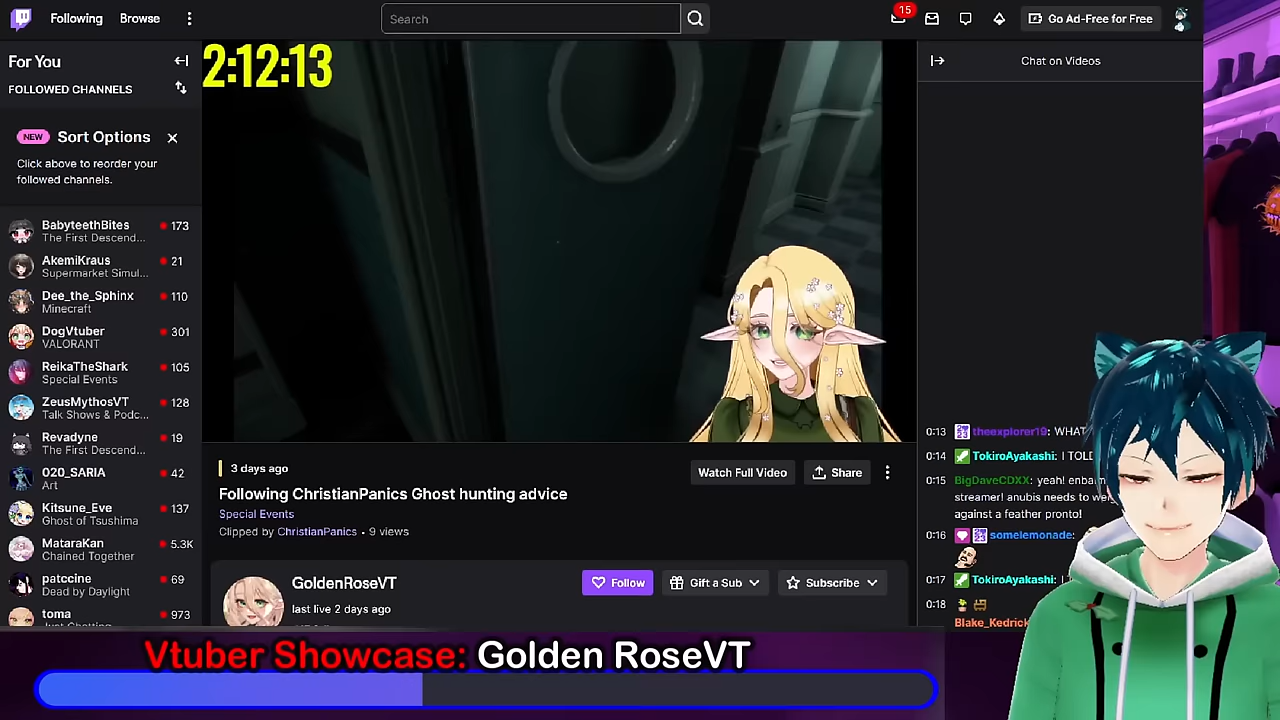 Following
Browse
Search
15
Go Ad-Free for Free
For You
FOLLOWED CHANNELS
NEW Sort Options
Click above to reorder your
followed channels.
BabyteethBites 173
The First Descend...
AkemiKraus 21
Supermarket Simul...
Dee_the_Sphinx 110
Minecraft
DogVtuber 301
VALORANT
ReikaTheShark 105
Special Events
ZeusMythosVT 128
Talk Shows & Podc...
Revadyne 19
The First Descend...
020_SARIA 42
Art
Kitsune_Eve 137
Ghost of Tsushima
MataraKan 5.3K
Chained Together
patccine 69
Dead by Daylight
toma 973
2:12:13
3 days ago
Watch Full Video
Share
Following ChristianPanics Ghost hunting advice
Special Events
Clipped by ChristianPanics • 9 views
GoldenRoseVT
last live 2 days ago
Follow
Gift a Sub
Subscribe
Chat on Videos
0:13 theexplorer19: WHAT
0:14 TokiroAyakashi: I TOLD
0:15 BigDaveCDXX: yeah! enbam
streamer! anubis needs to
against a feather pronto!
0:16 somelemonade:
0:17 TokiroAyakashi:
0:18
Blake_Kedrick
Vtuber Showcase: Golden RoseVT